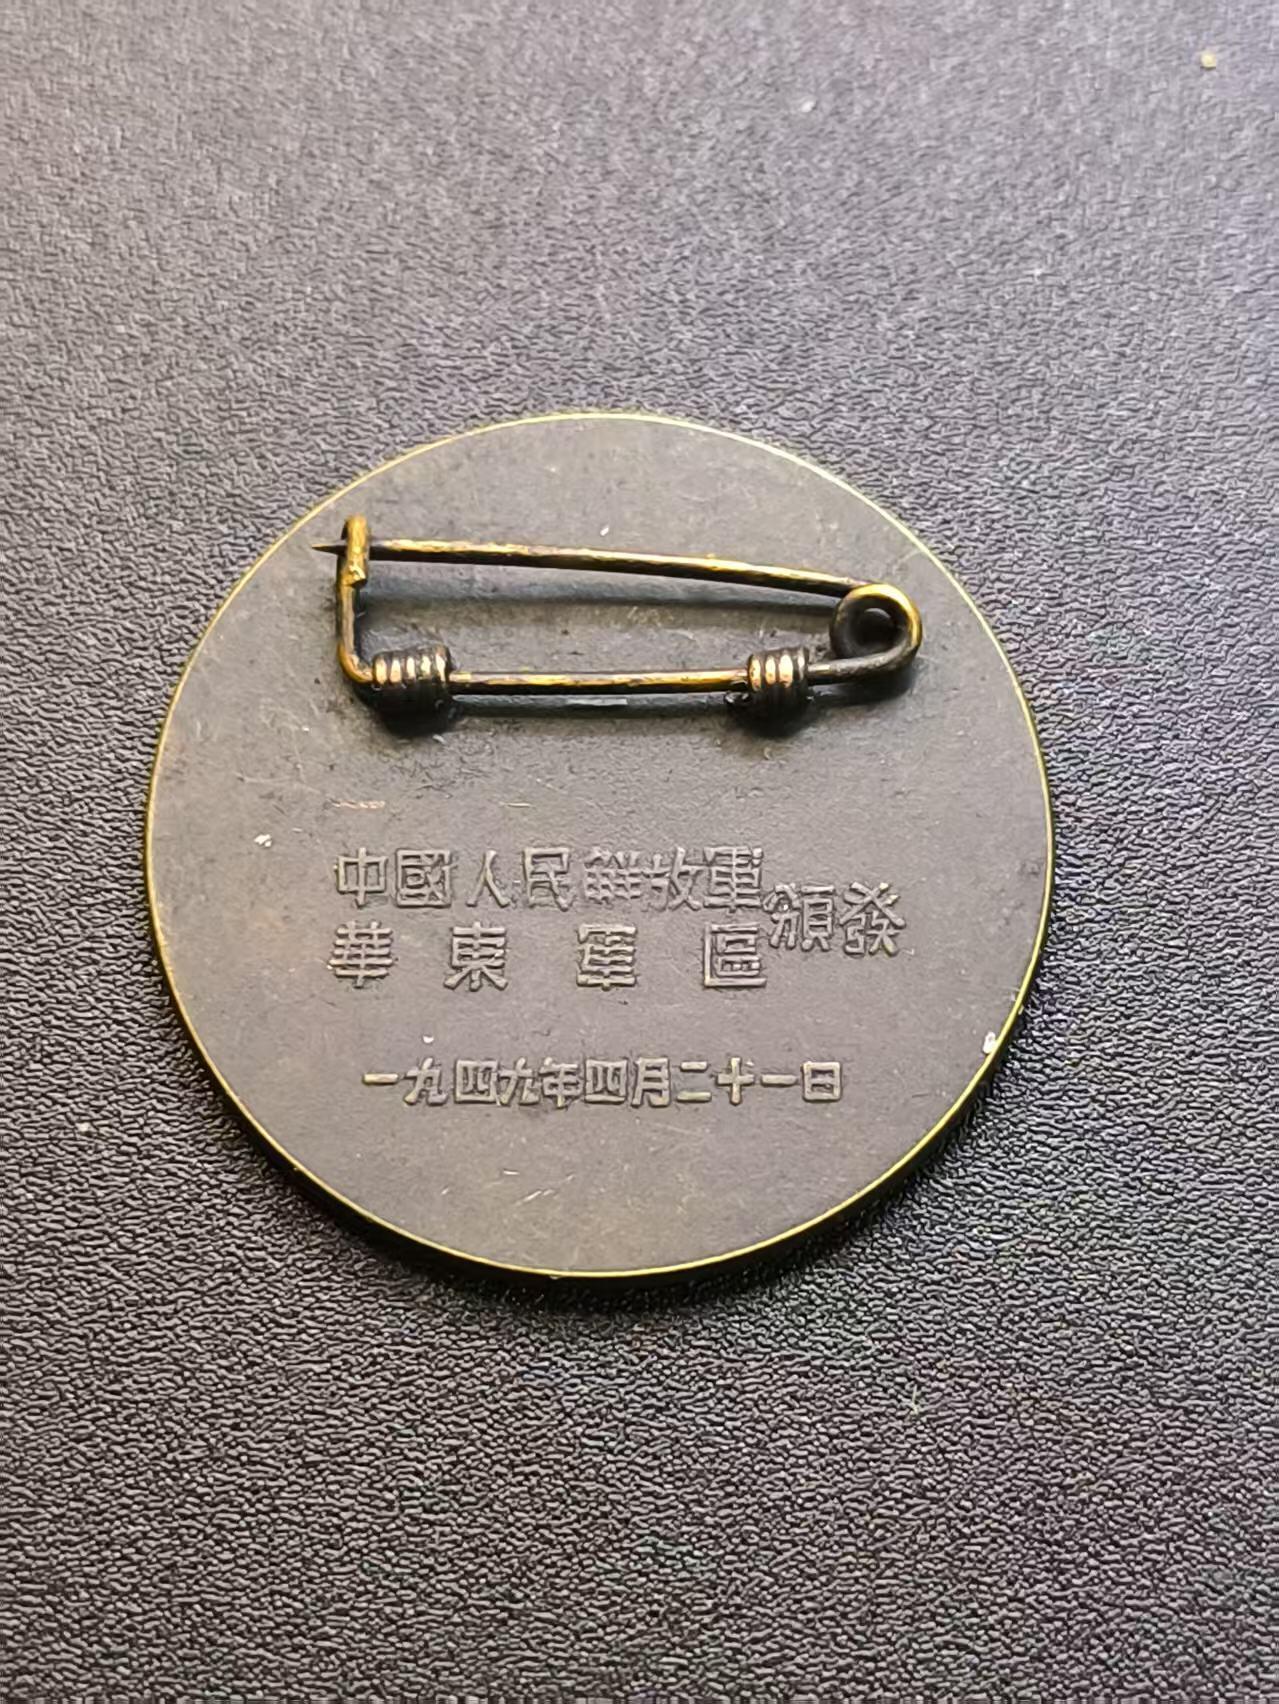 中國人民解放軍
華東軍區
頒發
一九四九年四月二十一日